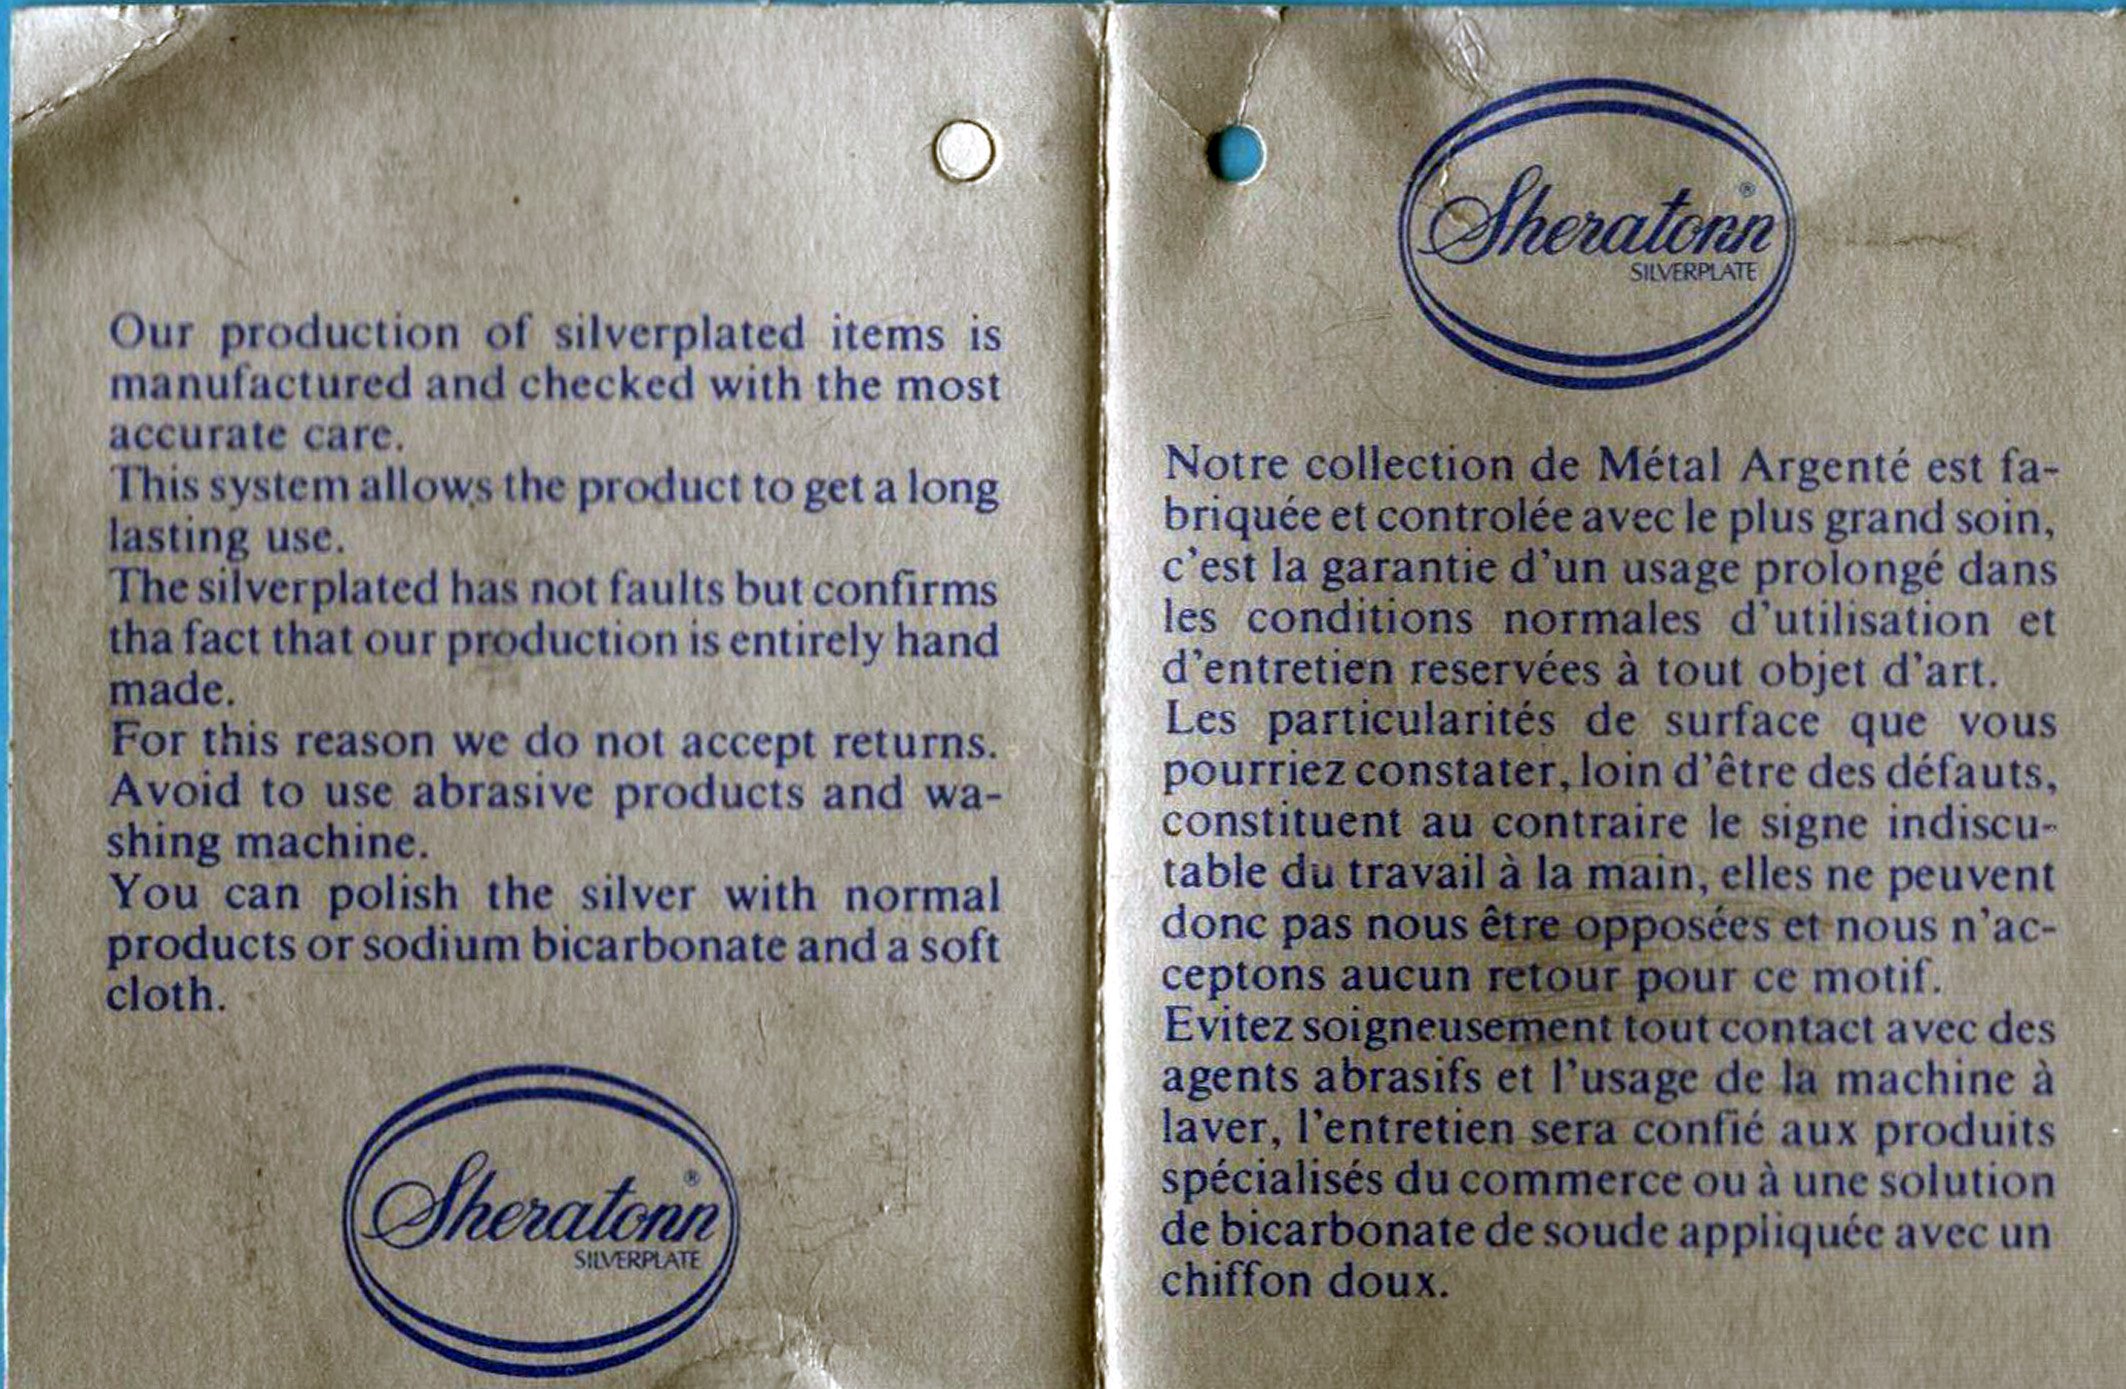 Our production of silverplated items is
manufactured and checked with the most
accurate care.
This system allows the product to get a long
lasting use.
The silverplated has not faults but confirms
tha fact that our production is entirely hand
made.
For this reason we do not accept returns.
Avoid to use abrasive products and wa-
shing machine.
You can polish the silver with normal
products or sodium bicarbonate and a soft
cloth.
Sheratonn®
SILVERPLATE
Sheratonn®
SILVERPLATE
Notre collection de Métal Argenté est fa-
briquée et controlée avec le plus grand soin,
c'est la garantie d'un usage prolongé dans
les conditions normales d'utilisation et
d'entretien reservées à tout objet d'art.
Les particularités de surface que vous
pourriez constater, loin d'être des défauts,
constituent au contraire le signe indiscu-
table du travail à la main, elles ne peuvent
donc pas nous être opposées et nous n'ac-
ceptons aucun retour pour ce motif.
Evitez soigneusement tout contact avec des
agents abrasifs et l'usage de la machine à
laver, l'entretien sera confié aux produits
spécialisés du commerce ou à une solution
de bicarbonate de soude appliquée avec un
chiffon doux.